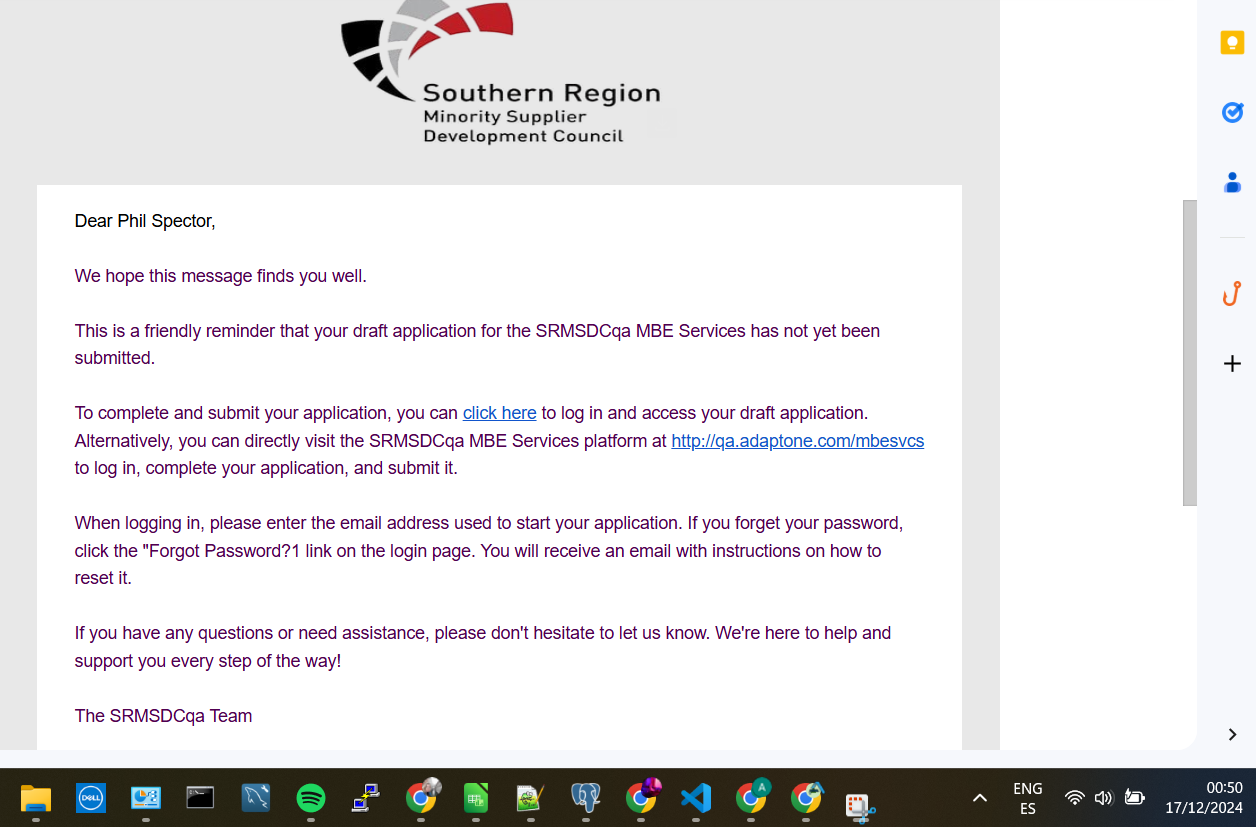 Southern Region
Minority Supplier
Development Council
Dear Phil Spector,
We hope this message finds you well.
This is a friendly reminder that your draft application for the SRMSDCqa MBE Services has not yet been
submitted.
To complete and submit your application, you can click here to log in and access your draft application.
Alternatively, you can directly visit the SRMSDCqa MBE Services platform at http://qa.adaptone.com/mbesvcs
to log in, complete your application, and submit it.
When logging in, please enter the email address used to start your application. If you forget your password,
click the "Forgot Password?1 link on the login page. You will receive an email with instructions on how to
reset it.
If you have any questions or need assistance, please don't hesitate to let us know. We're here to help and
support you every step of the way!
The SRMSDCqa Team
DELL
A
ENG
ES
00:50
17/12/2024